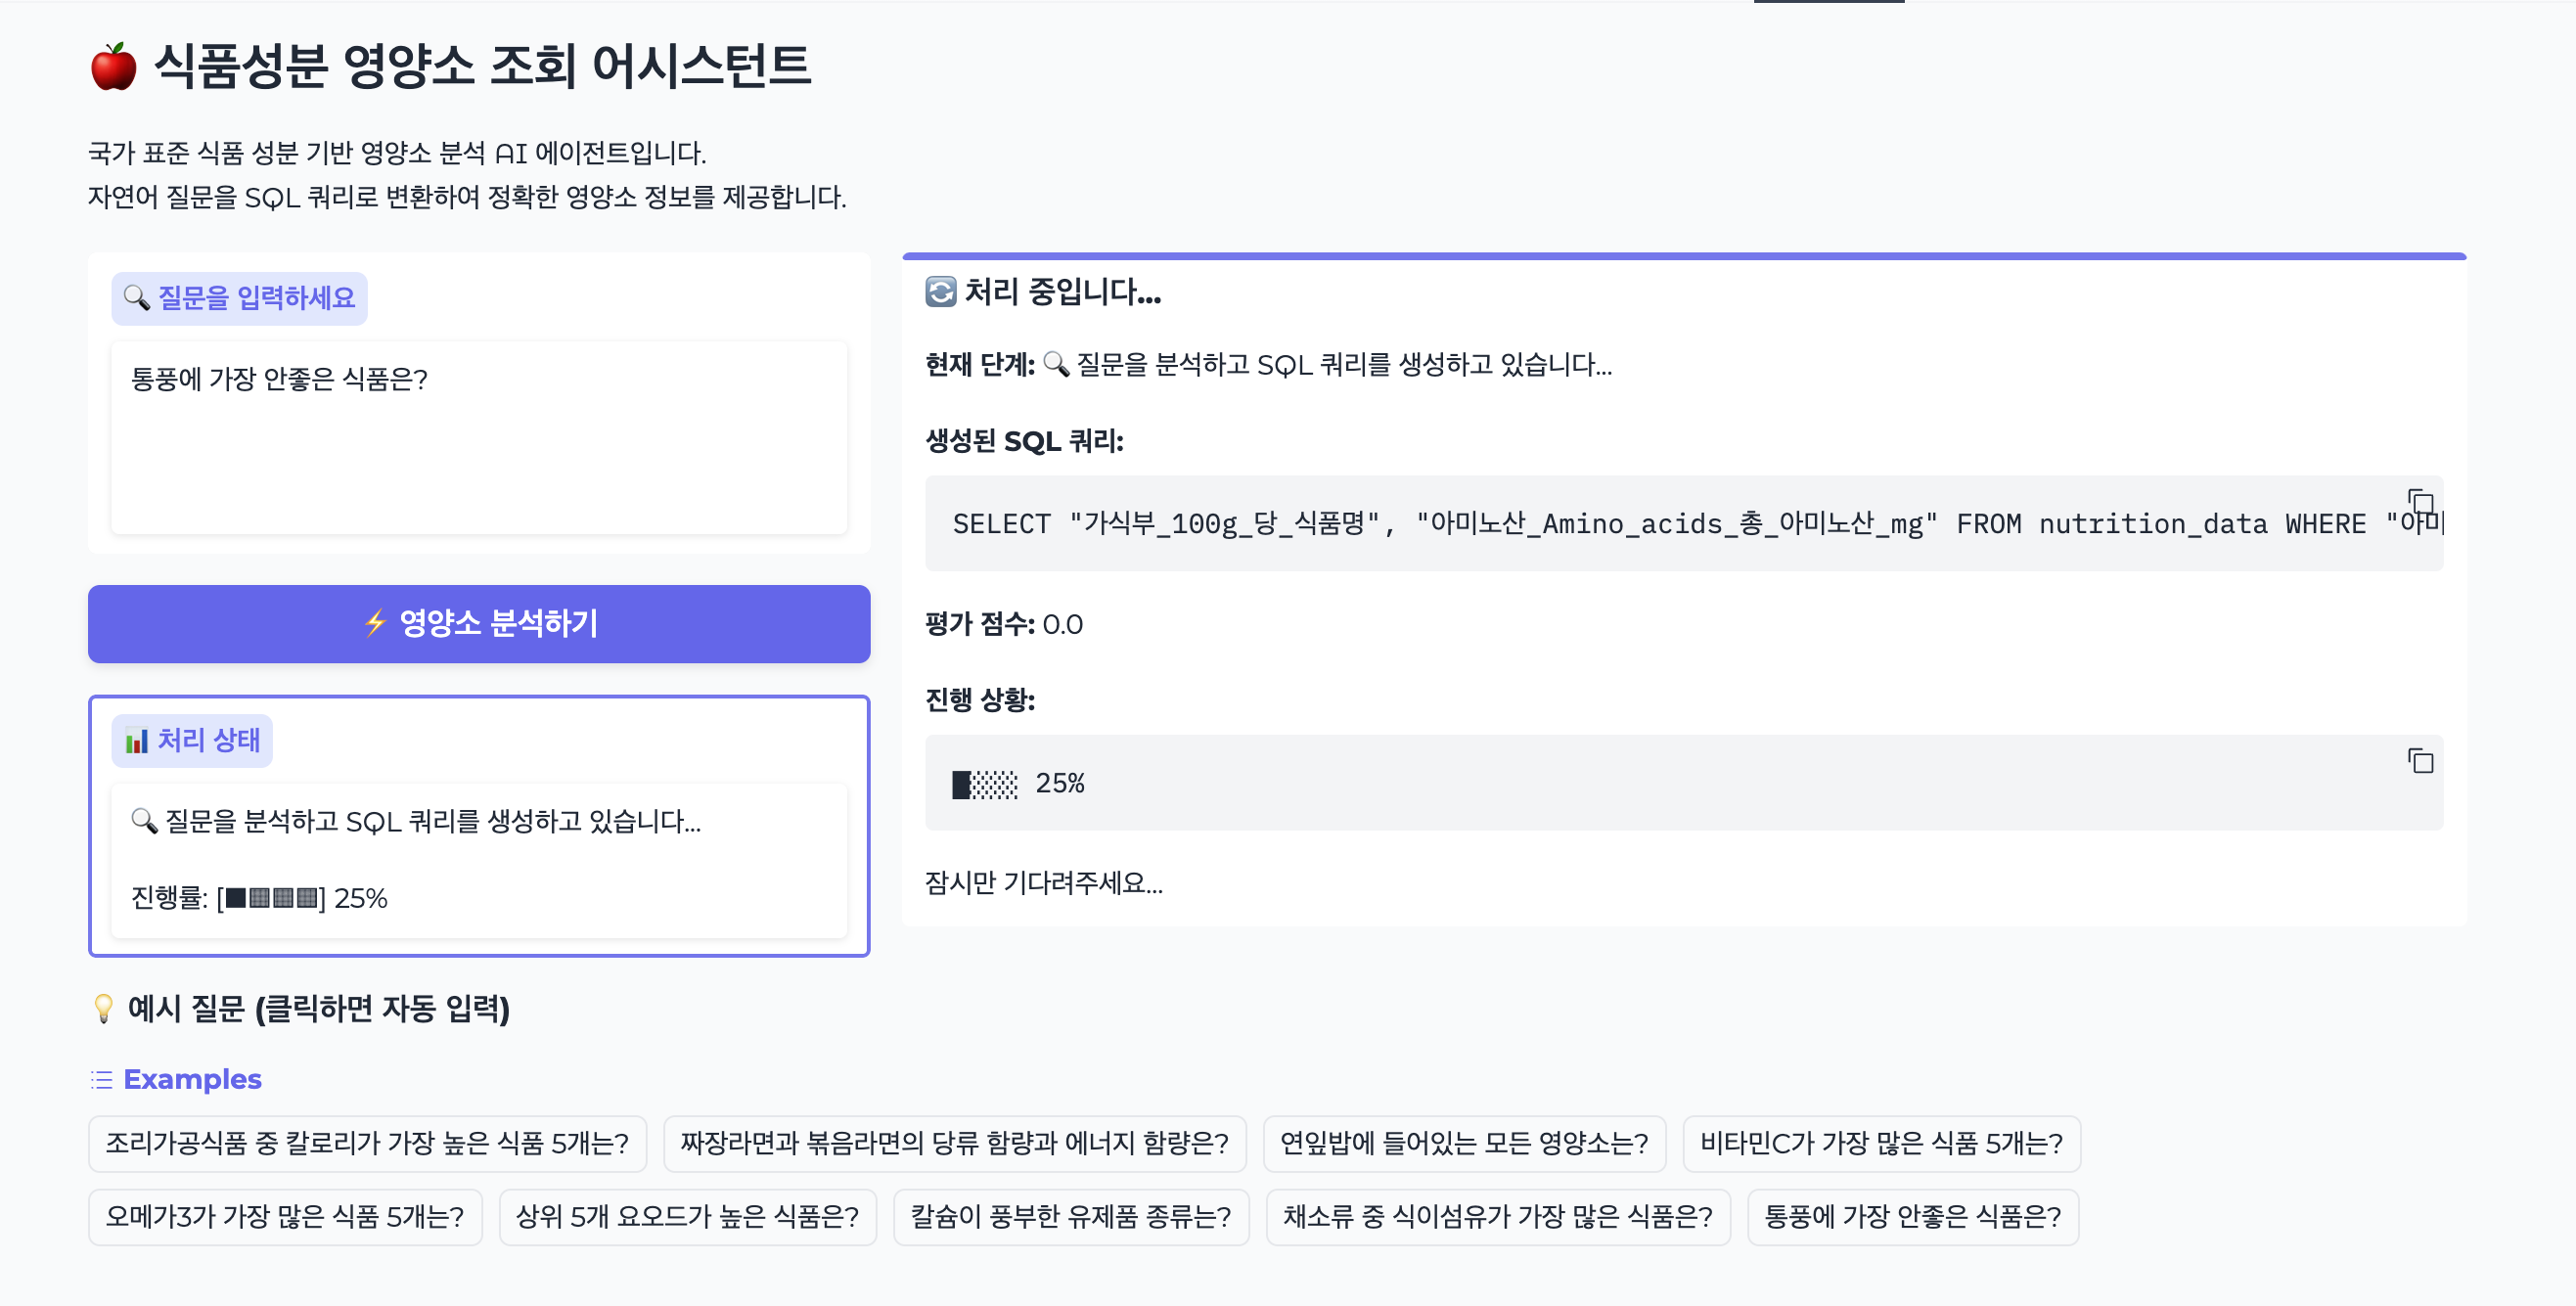 🍎 식품성분 영양소 조회 어시스턴트
국가 표준 식품 성분 기반 영양소 분석 AI 에이전트입니다.
자연어 질문을 SQL 쿼리로 변환하여 정확한 영양소 정보를 제공합니다.
🔍 질문을 입력하세요
통풍에 가장 안좋은 식품은?
⚡ 영양소 분석하기
📊 처리 상태
🔍 질문을 분석하고 SQL 쿼리를 생성하고 있습니다...
진행률: [■▦▦▦] 25%
🔄 처리 중입니다...
현재 단계: 🔍 질문을 분석하고 SQL 쿼리를 생성하고 있습니다...
생성된 SQL 쿼리:
SELECT "가식부_100g_당_식품명", "아미노산_Amino_acids_총_아미노산_mg" FROM nutrition_data WHERE "아미
평가 점수: 0.0
진행 상황:
█░░░ 25%
잠시만 기다려주세요...
💡 예시 질문 (클릭하면 자동 입력)
Examples
조리가공식품 중 칼로리가 가장 높은 식품 5개는?
짜장라면과 볶음라면의 당류 함량과 에너지 함량은?
연잎밥에 들어있는 모든 영양소는?
비타민C가 가장 많은 식품 5개는?
오메가3가 가장 많은 식품 5개는?
상위 5개 요오드가 높은 식품은?
칼슘이 풍부한 유제품 종류는?
채소류 중 식이섬유가 가장 많은 식품은?
통풍에 가장 안좋은 식품은?